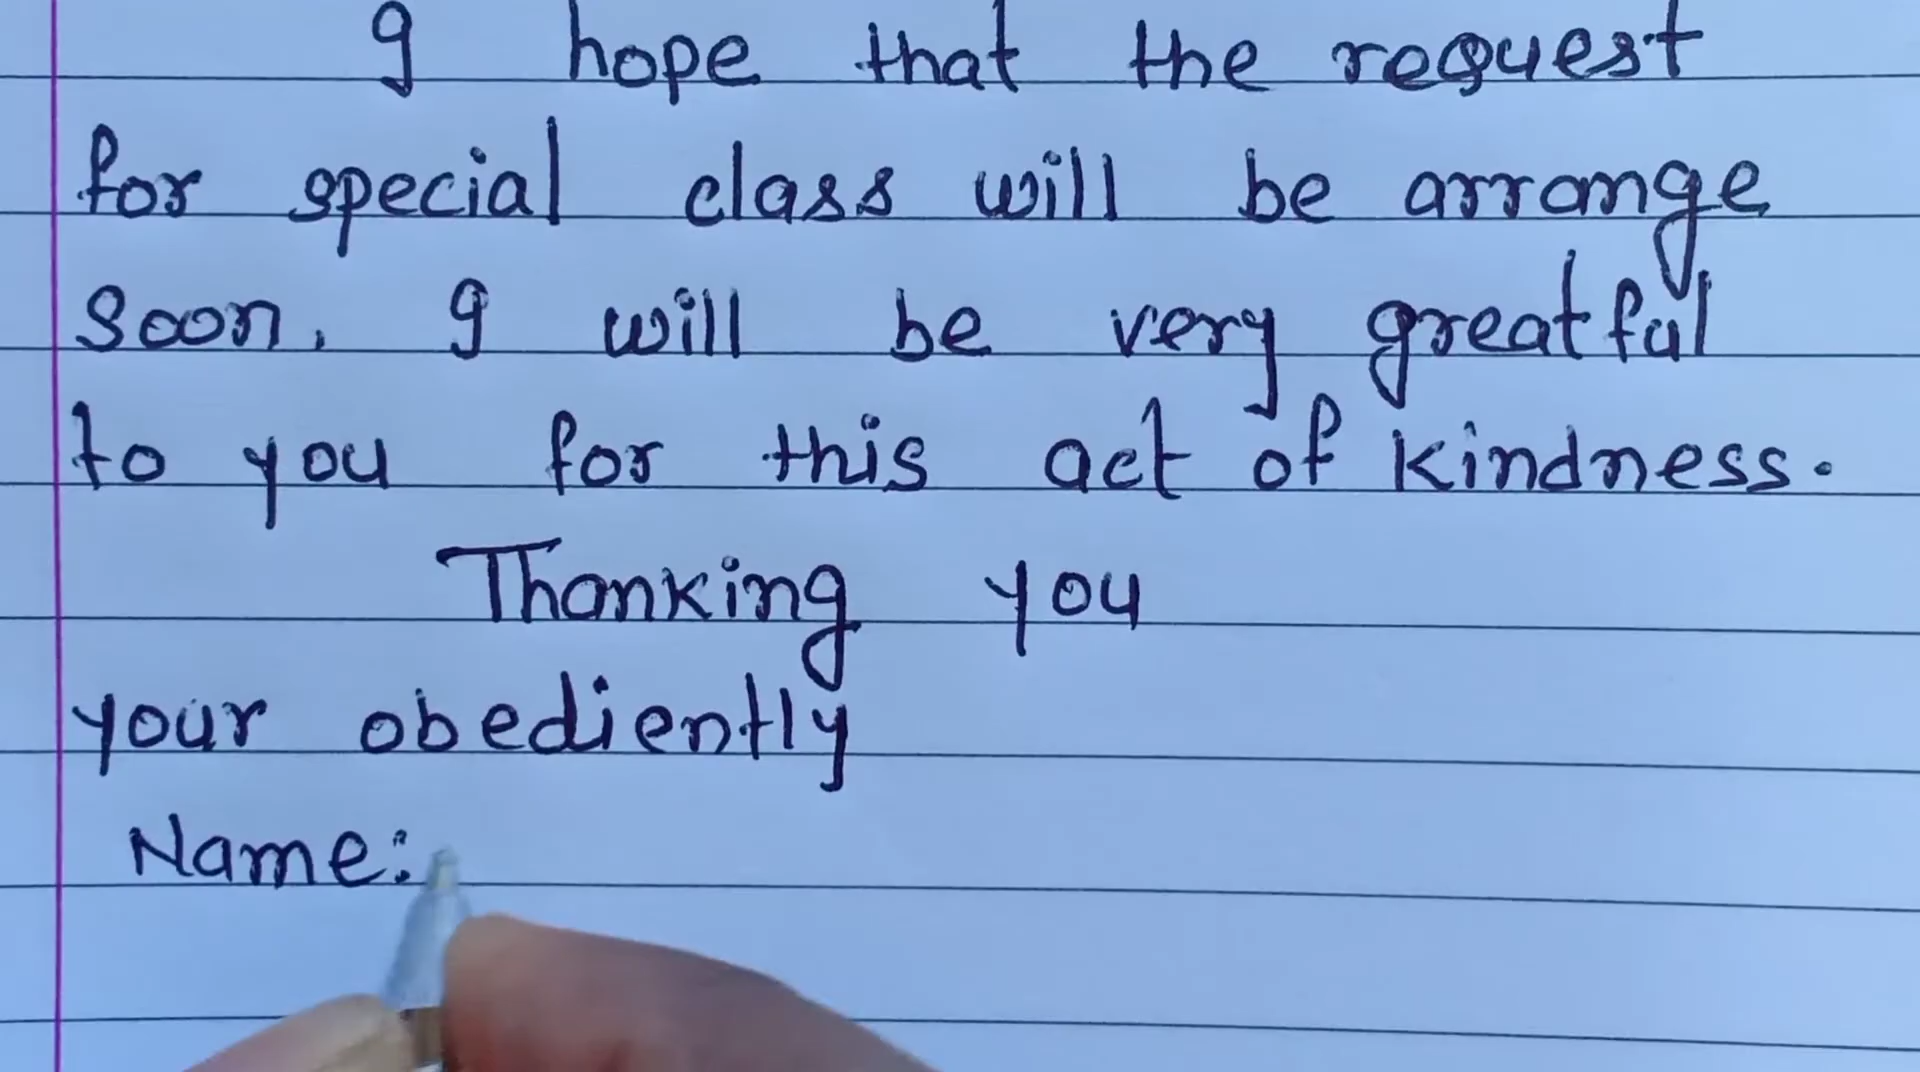 I hope that the request
for special class will be arrange
soon. I will be very greatful
to you for this act of kindness.
Thanking you
your obediently
Name: